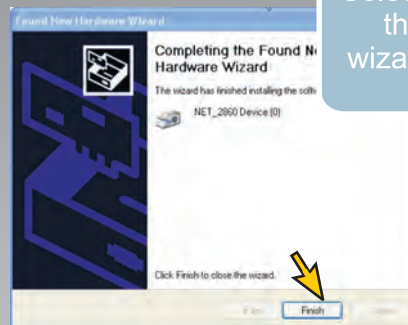 Found New Hardware Wizard
th
wiza
Completing the Found N
Hardware Wizard
The wizard has finished installing the soft
NET_2860 Device (0)
Click Finish to close the wizard.
Finish